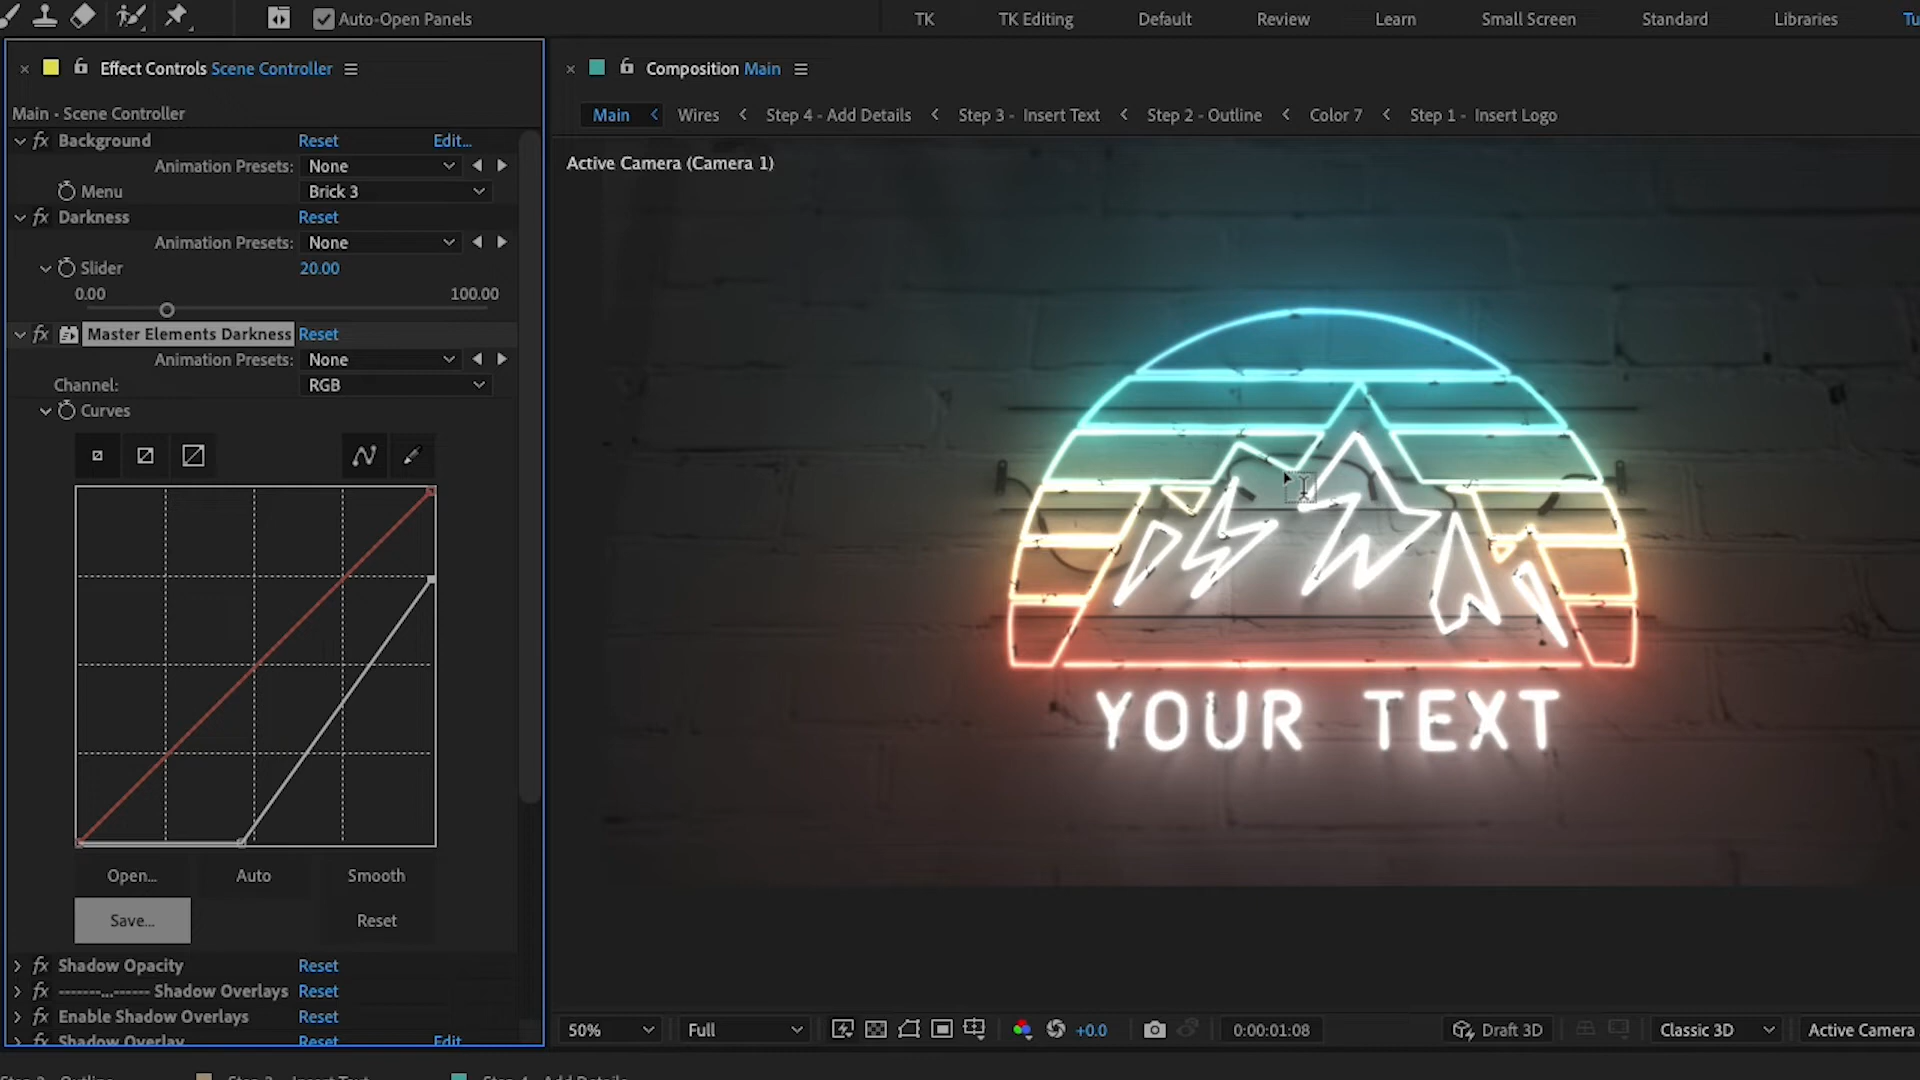 Auto-Open Panels
TK
TK Editing
Default
Review
Learn
Small Screen
Standard
Libraries
Effect Controls Scene Controller
Main - Scene Controller
Background Reset Edit...
Animation Presets: None
Menu Brick 3
Darkness Reset
Animation Presets: None
Slider 20.00
0.00 100.00
Master Elements Darkness Reset
Animation Presets: None
Channel: RGB
Curves
Open... Auto Smooth
Save... Reset
Shadow Opacity Reset
-------...------ Shadow Overlays Reset
Enable Shadow Overlays Reset
Shadow Overlay Reset Edit
Composition Main
Main
Wires
Step 4 - Add Details
Step 3 - Insert Text
Step 2 - Outline
Color 7
Step 1 - Insert Logo
Active Camera (Camera 1)
YOUR TEXT
50%
Full
+0.0
0:00:01:08
Draft 3D
Classic 3D
Active Camera